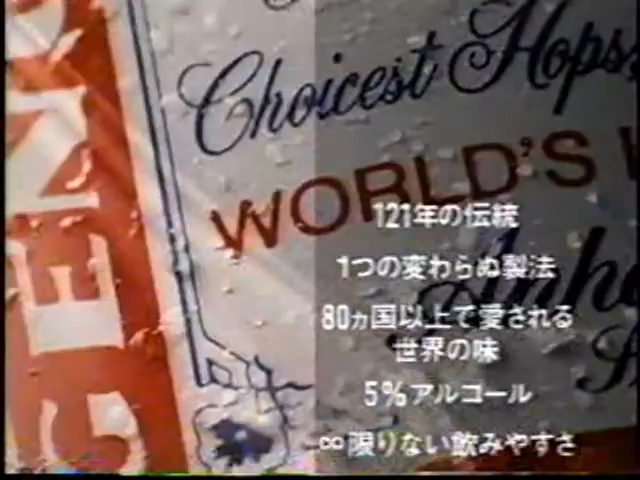 Choicest Hops,
WORLD'S
GENU
121年の伝統
1つの変わらぬ製法
80ヵ国以上で愛される
世界の味
5%アルコール
∞限りない飲みやすさ